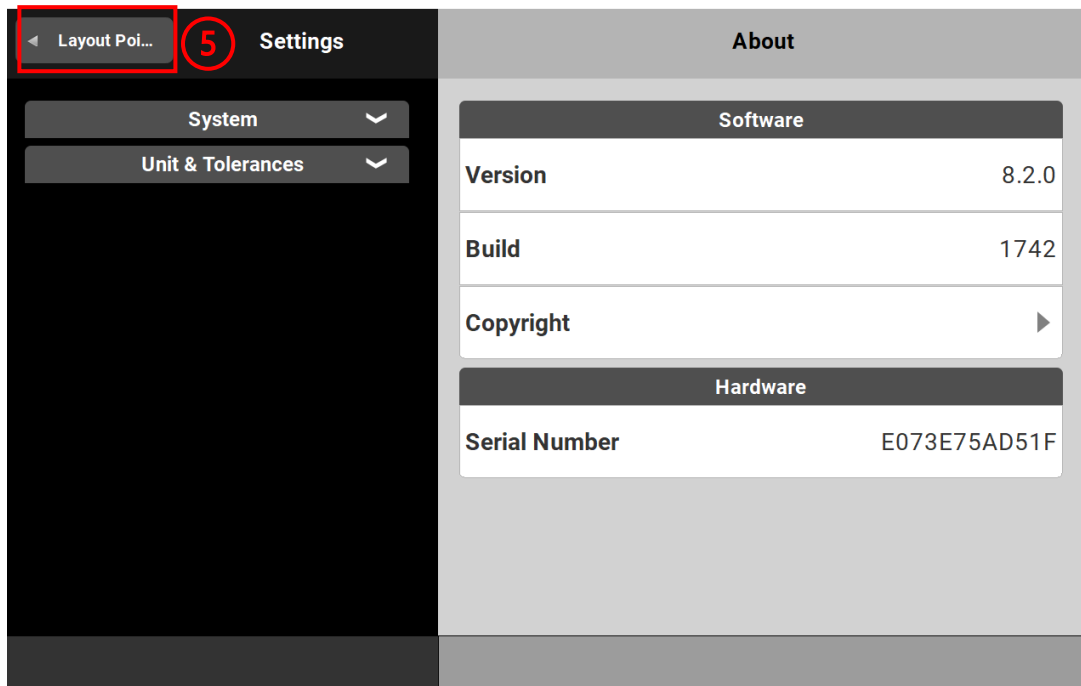 Layout Poi...
⑤
Settings
About
System
Unit & Tolerances
Software
Version 8.2.0
Build 1742
Copyright
Hardware
Serial Number E073E75AD51F